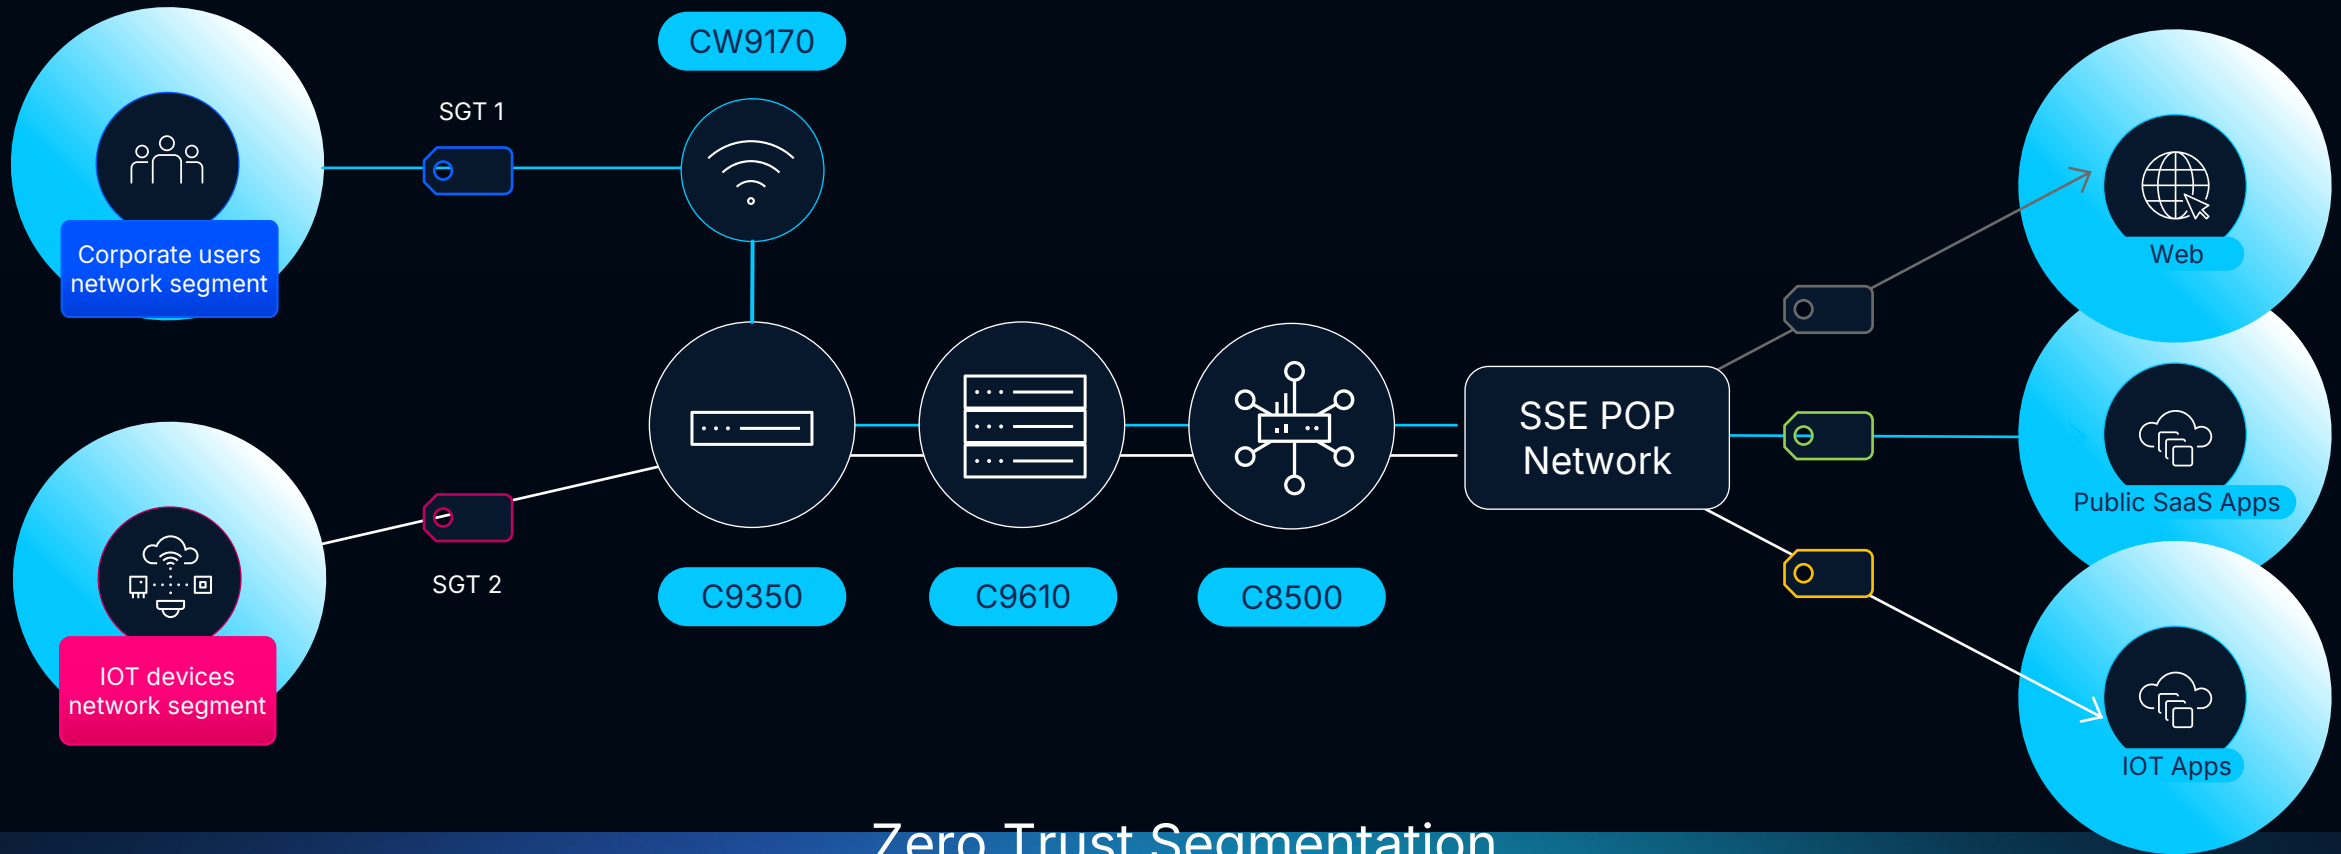 CW9170
SGT 1
Corporate users
network segment
Web
SSE POP
Network
Public SaaS Apps
SGT 2
C9350
C9610
C8500
IOT devices
network segment
IOT Apps
Zero Trust Segmentation